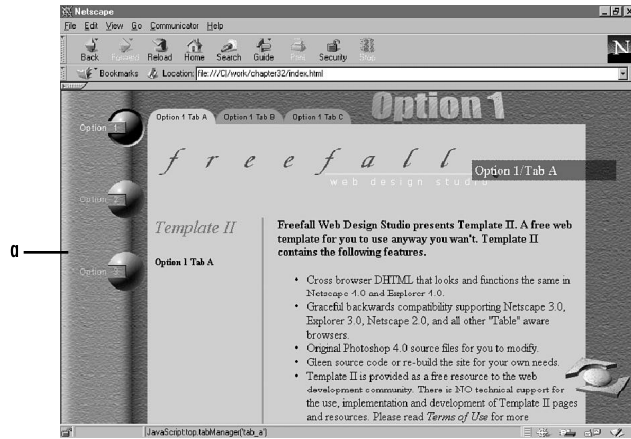 Netscape
File Edit View Go Communicator Help
Back Forward Reload Home Search Guide Print Security Stop
Bookmarks Location: file:///C|/work/chapter32/index.html
Option 1
Option 1 Tab A Option 1 Tab B Option 1 Tab C
Option 1
freefall
web design studio
Option 1/Tab A
Option 2
Template II
Option 1 Tab A
Option 3
a
Freefall Web Design Studio presents Template II. A free web
template for you to use anyway you wan't. Template II
contains the following features.
• Cross browser DHTML that looks and functions the same in
Netscape 4.0 and Explorer 4.0.
• Graceful backwards compatibility supporting Netscape 3.0,
Explorer 3.0, Netscape 2.0, and all other "Table" aware
browsers.
• Original Photoshop 4.0 source files for you to modify.
• Gleen source code or re-build the site for your own needs.
• Template II is provided as a free resource to the web
development community. There is NO technical support for
the use, implementation and development of Template II pages
and resources. Please read Terms of Use for more
JavaScript:top.tabManager('tab_a')